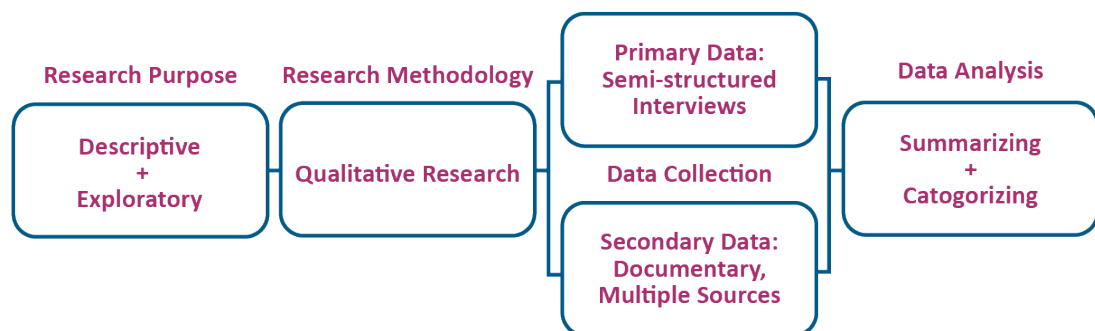 Research Purpose
Descriptive
+
Exploratory
Research Methodology
Qualitative Research
Primary Data:
Semi-structured
Interviews
Data Collection
Secondary Data:
Documentary,
Multiple Sources
Data Analysis
Summarizing
+
Catogorizing